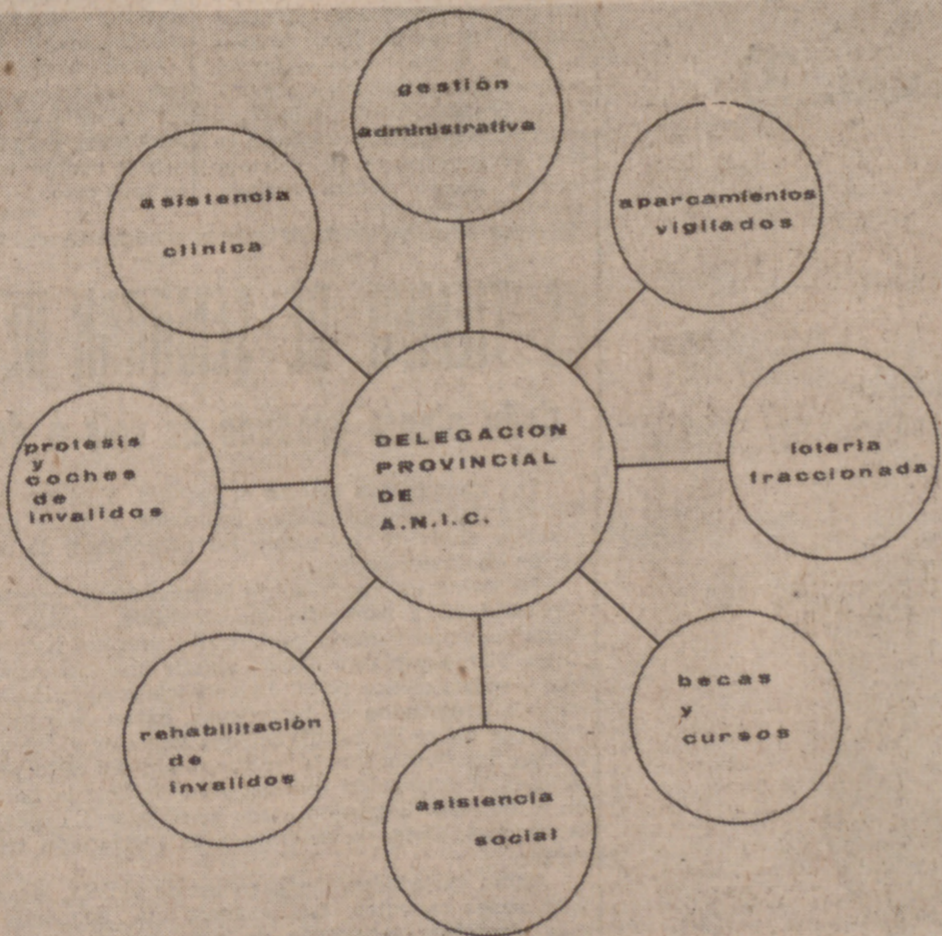 gestión
administrativa
asistencia
clinica
aparcamientos
vigilados
protesis
y
coches
de
invalidos
DELEGACION
PROVINCIAL
DE
A.N.I.C.
loteria
fraccionada
rehabilitación
de
invalidos
becas
y
cursos
asistencia
social